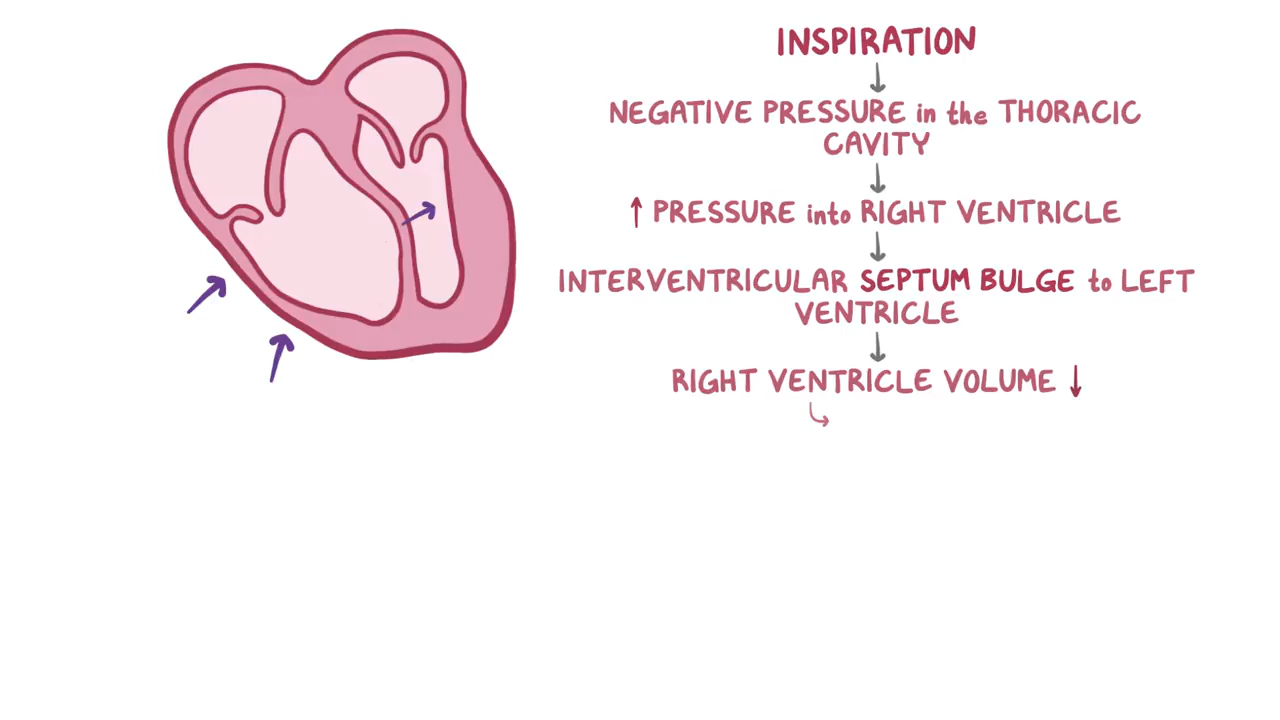 INSPIRATION
NEGATIVE PRESSURE in the THORACIC
CAVITY
↑ PRESSURE into RIGHT VENTRICLE
INTERVENTRICULAR SEPTUM BULGE to LEFT
VENTRICLE
RIGHT VENTRICLE VOLUME ↓